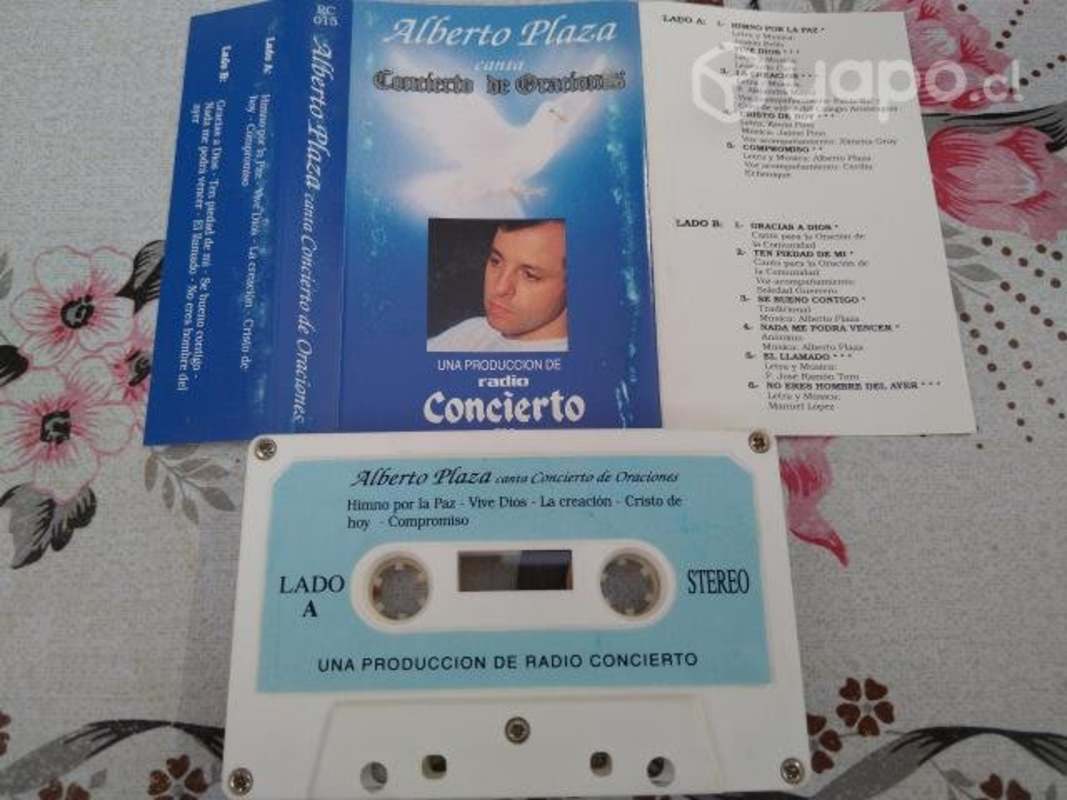 RC
015
Lado A:
Himno por la Paz - Vive Dios - La creación - Cristo de
hoy - Compromiso
Lado B:
Gracias a Dios - Ten piedad de mi - Se bueno contigo -
Nada me podrá vencer - El llamado - No eres hombre del
ayer
Alberto Plaza canta Concierto de Oraciones
Alberto Plaza
canta
Concierto de Oraciones
UNA PRODUCCION DE
radio
Concierto
LADO A: 1.- HIMNO POR LA PAZ *
Letra y Música:
VIVE DIOS * * *
LA CREACION
CRISTO DE HOY * * *
Música: Jaime Pino
Voz acompañamiento: Ximena Gray
5.- COMPROMISO * *
Letra y Música: Alberto Plaza
Voz acompañamiento: Cecilia
Echenique
LADO B: 1.- GRACIAS A DIOS *
Canto para la Oración de
la Comunidad
2.- TEN PIEDAD DE MI *
Canto para la Oración de
la Comunidad
Voz acompañamiento:
Soledad Guerrero
3.- SE BUENO CONTIGO *
Tradicional
Música: Alberto Plaza
4.- NADA ME PODRA VENCER *
Anónimo
Música: Alberto Plaza
5.- EL LLAMADO * * *
Letra y Música:
P. José Ramón Toro
6.- NO ERES HOMBRE DEL AYER * * *
Letra y Música:
Manuel López
Yapo.cl
Alberto Plaza canta Concierto de Oraciones
Himno por la Paz - Vive Dios - La creación - Cristo de
hoy - Compromiso
LADO
A
STEREO
UNA PRODUCCION DE RADIO CONCIERTO